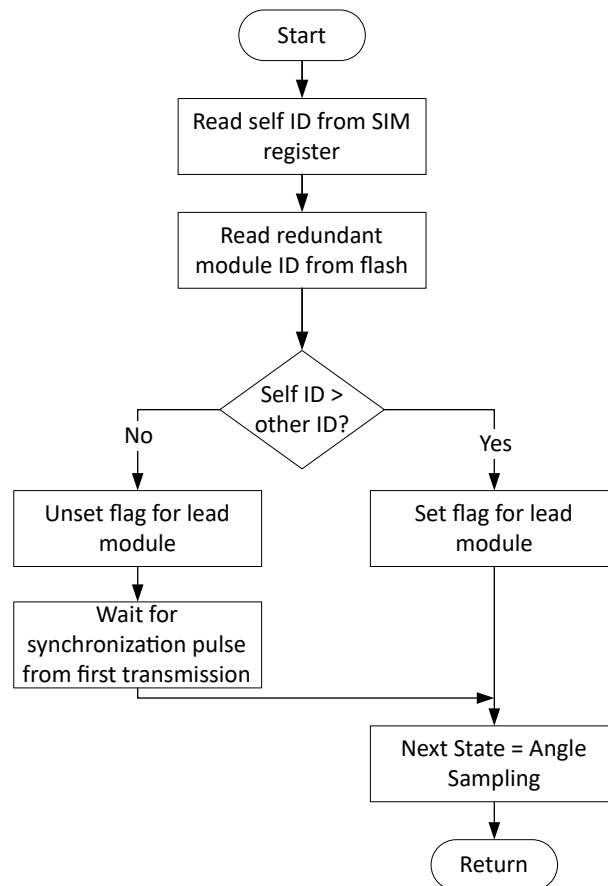 Start
Read self ID from SIM
register
Read redundant
module ID from flash
Self ID >
other ID?
No
Yes
Unset flag for lead
module
Set flag for lead
module
Wait for
synchronization pulse
from first transmission
Next State = Angle
Sampling
Return